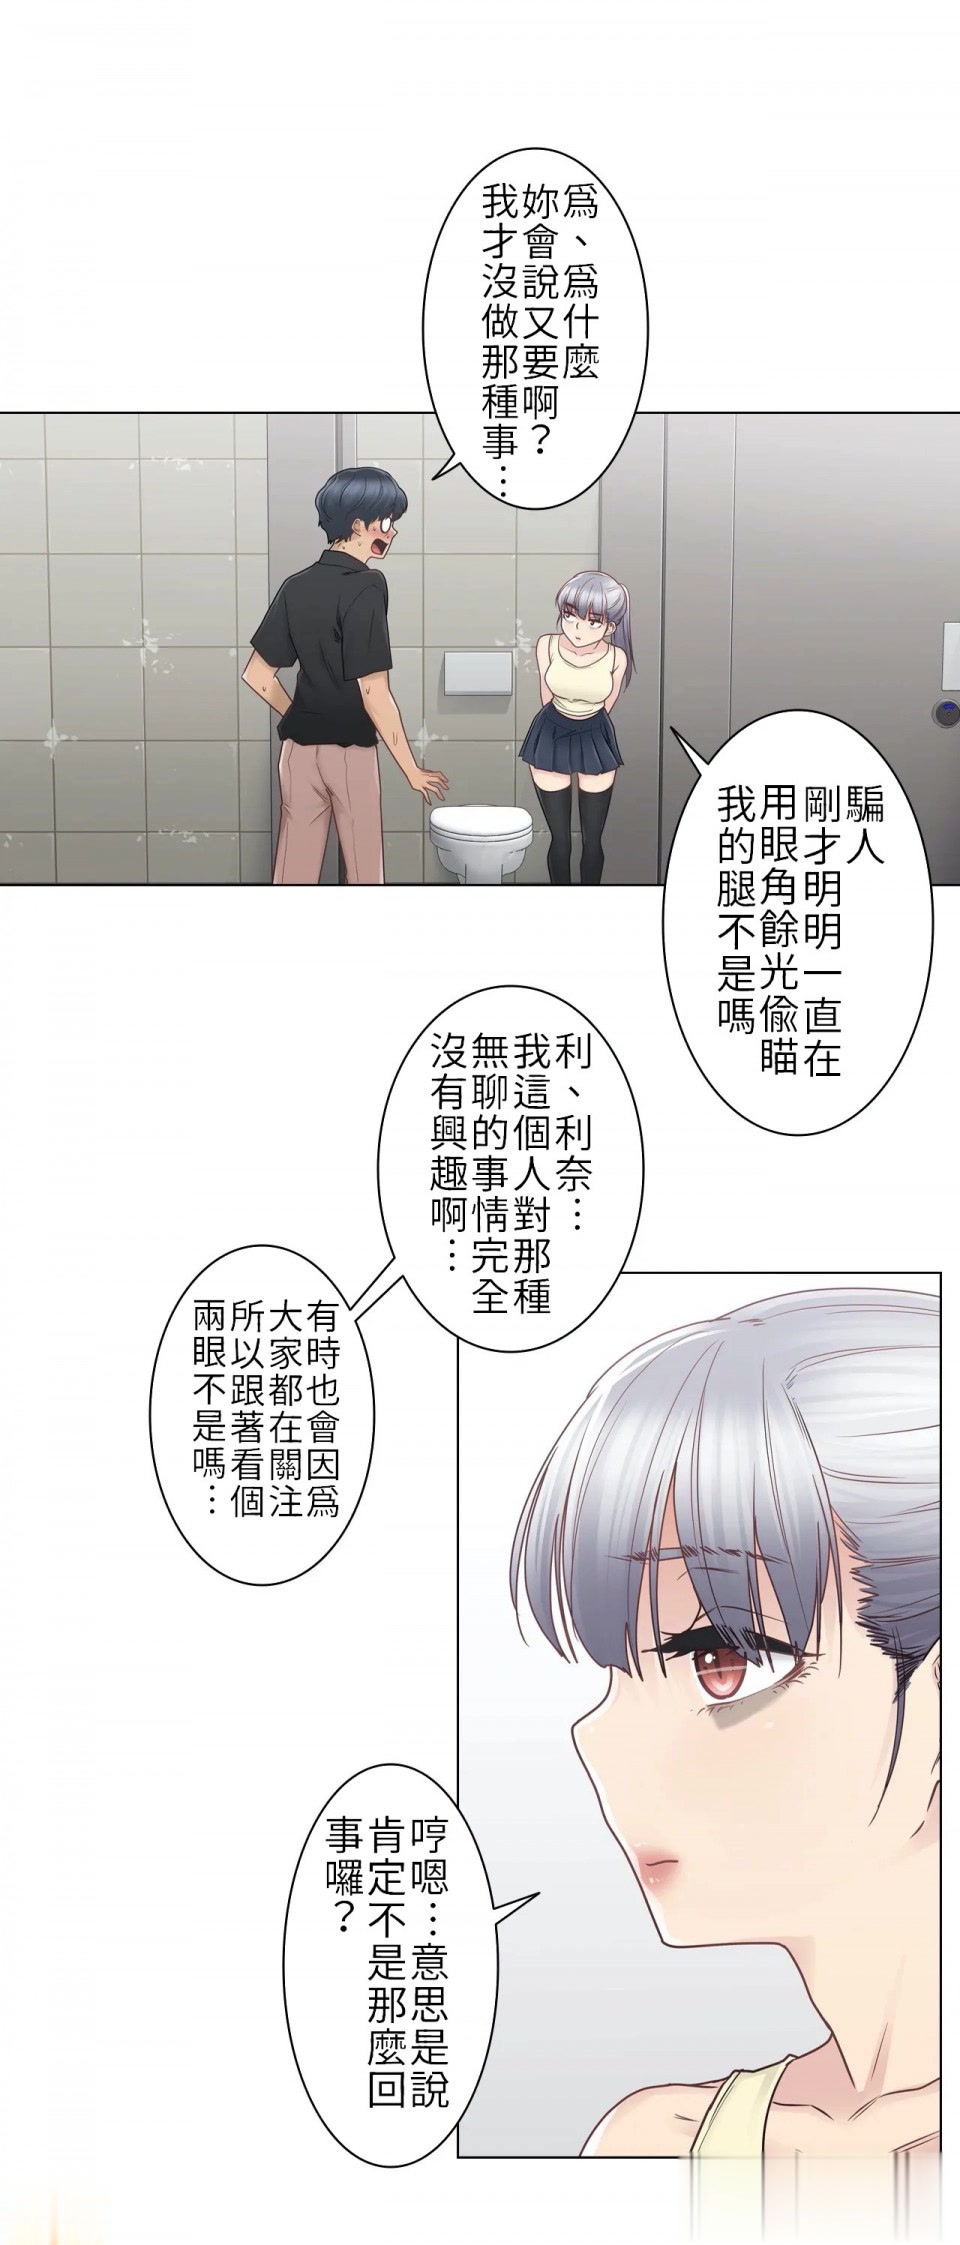 爲、爲什麼
妳會說又要啊？
我才沒做那種事…
騙人
剛才明明一直在
用眼角餘光偸瞄
我的腿不是嗎
利、利奈…
我這個人對那種
無聊的事情完全
沒有興趣啊…
有時也會因爲
大家都在關注
所以跟著看個
兩眼不是嗎…
哼嗯…意思是說
肯定不是那麼回
事囉？